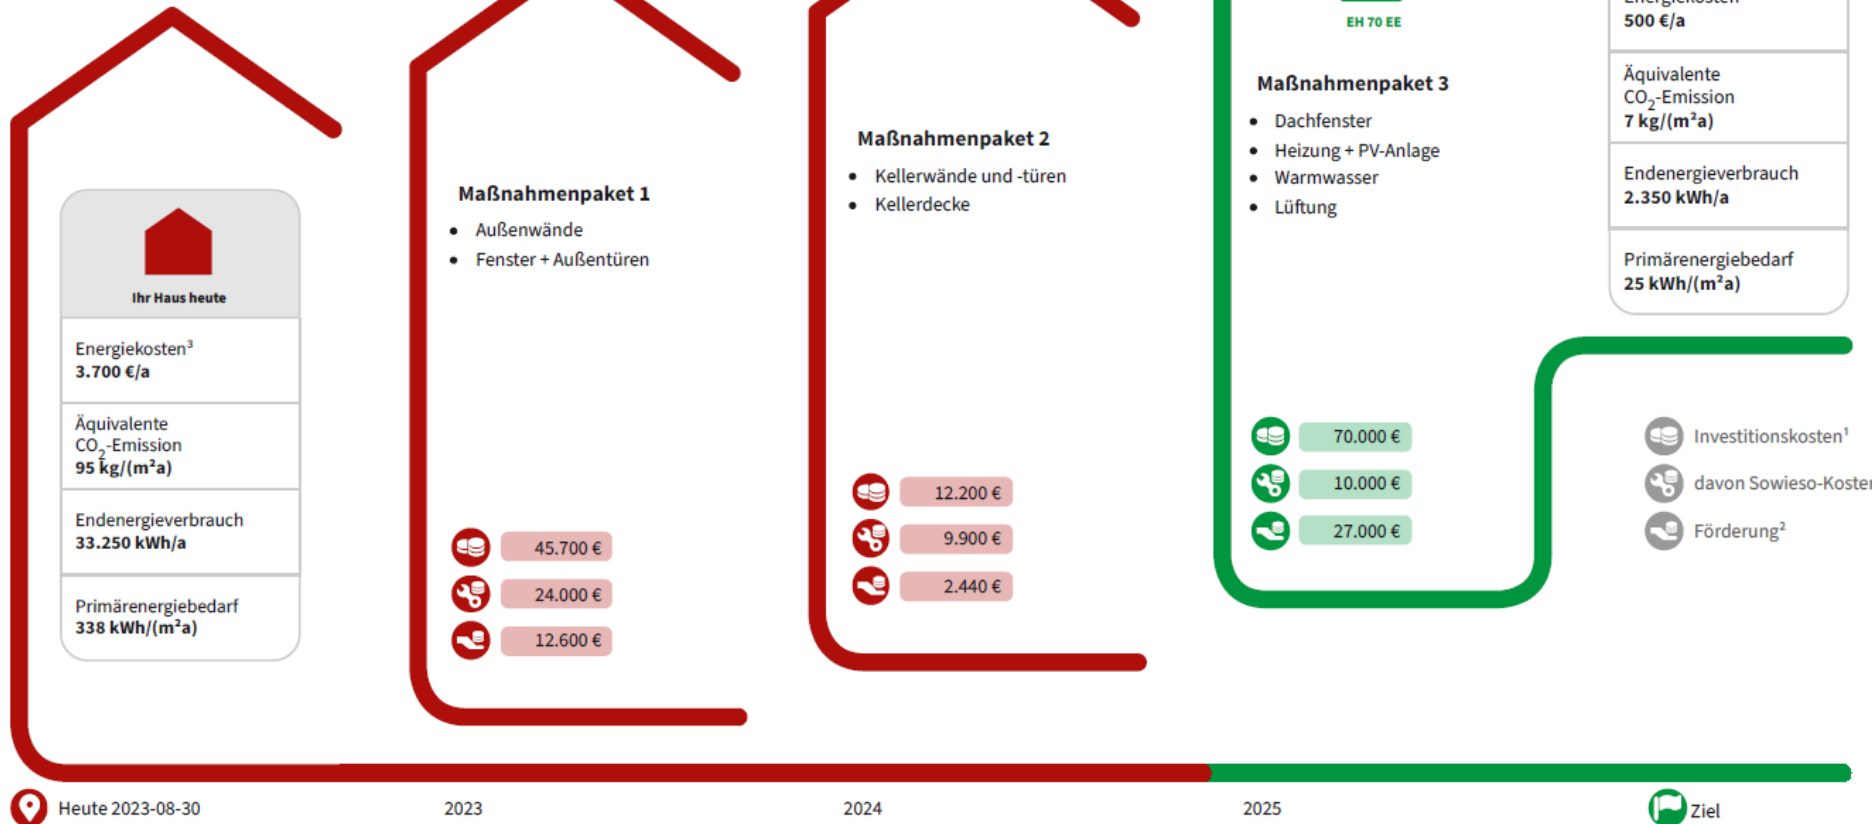 Ihr Haus heute
Energiekosten³
3.700 €/a
Äquivalente
CO₂-Emission
95 kg/(m²a)
Endenergieverbrauch
33.250 kWh/a
Primärenergiebedarf
338 kWh/(m²a)
Maßnahmenpaket 1
• Außenwände
• Fenster + Außentüren
45.700 €
24.000 €
12.600 €
Maßnahmenpaket 2
• Kellerwände und -türen
• Kellerdecke
12.200 €
9.900 €
2.440 €
EH 70 EE
Maßnahmenpaket 3
• Dachfenster
• Heizung + PV-Anlage
• Warmwasser
• Lüftung
70.000 €
10.000 €
27.000 €
Energiekosten
500 €/a
Äquivalente
CO₂-Emission
7 kg/(m²a)
Endenergieverbrauch
2.350 kWh/a
Primärenergiebedarf
25 kWh/(m²a)
Investitionskosten¹
davon Sowieso-Koste
Förderung²
Heute 2023-08-30
2023
2024
2025
Ziel